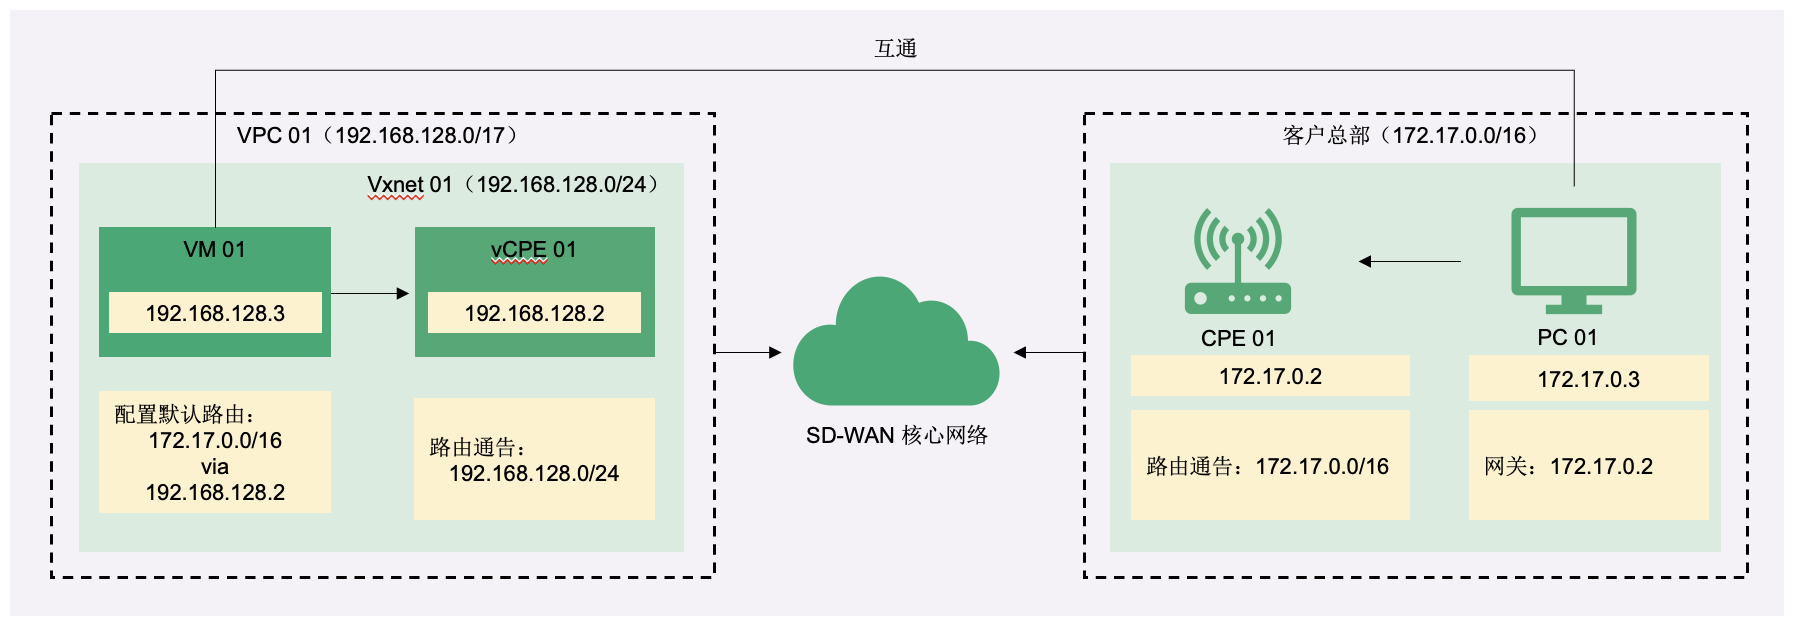 互通
VPC 01（192.168.128.0/17）
Vxnet 01（192.168.128.0/24）
VM 01
192.168.128.3
vCPE 01
192.168.128.2
配置默认路由：
172.17.0.0/16
via
192.168.128.2
路由通告：
192.168.128.0/24
SD-WAN 核心网络
客户总部（172.17.0.0/16）
CPE 01
172.17.0.2
路由通告：172.17.0.0/16
PC 01
172.17.0.3
网关：172.17.0.2